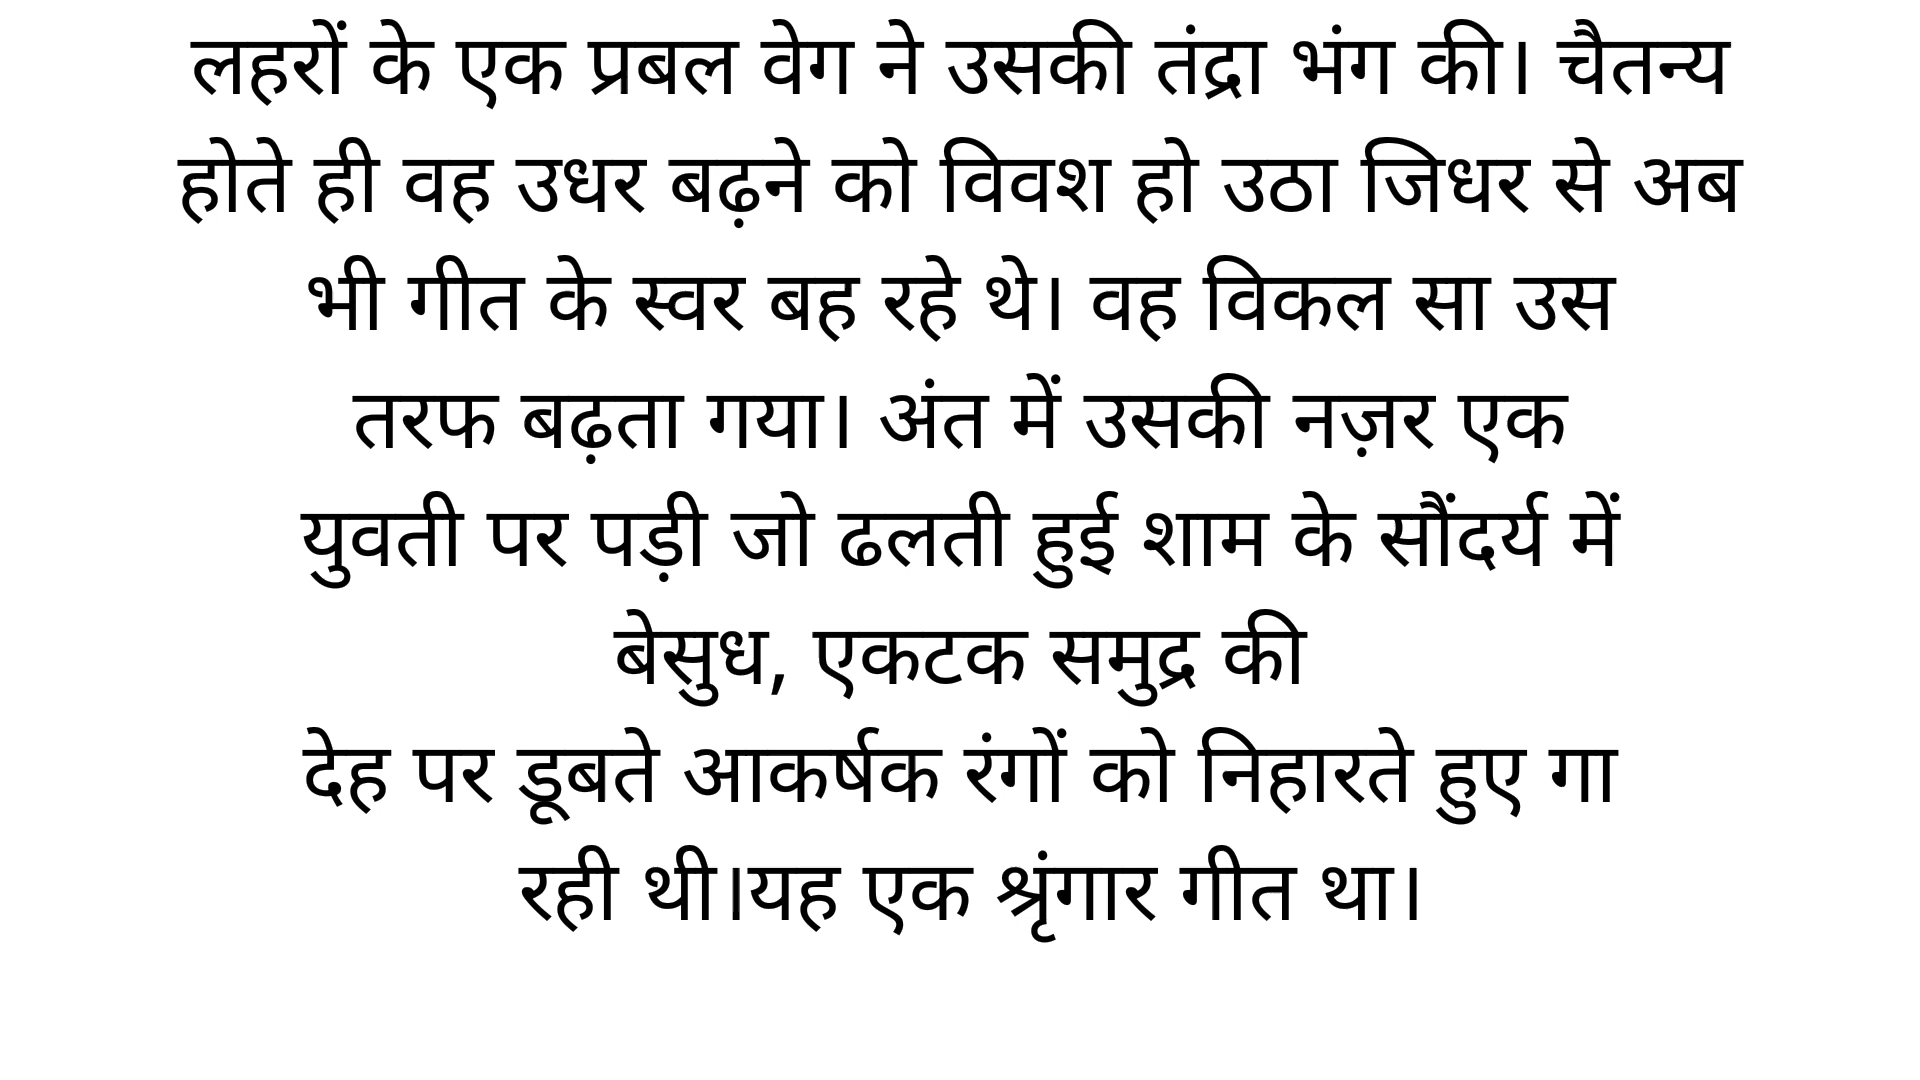 लहरों के एक प्रबल वेग ने उसकी तंद्रा भंग की। चैतन्य
होते ही वह उधर बढ़ने को विवश हो उठा जिधर से अब
भी गीत के स्वर बह रहे थे। वह विकल सा उस
तरफ बढ़ता गया। अंत में उसकी नज़र एक
युवती पर पड़ी जो ढलती हुई शाम के सौंदर्य में
बेसुध, एकटक समुद्र की
देह पर डूबते आकर्षक रंगों को निहारते हुए गा
रही थी।यह एक श्रृंगार गीत था।